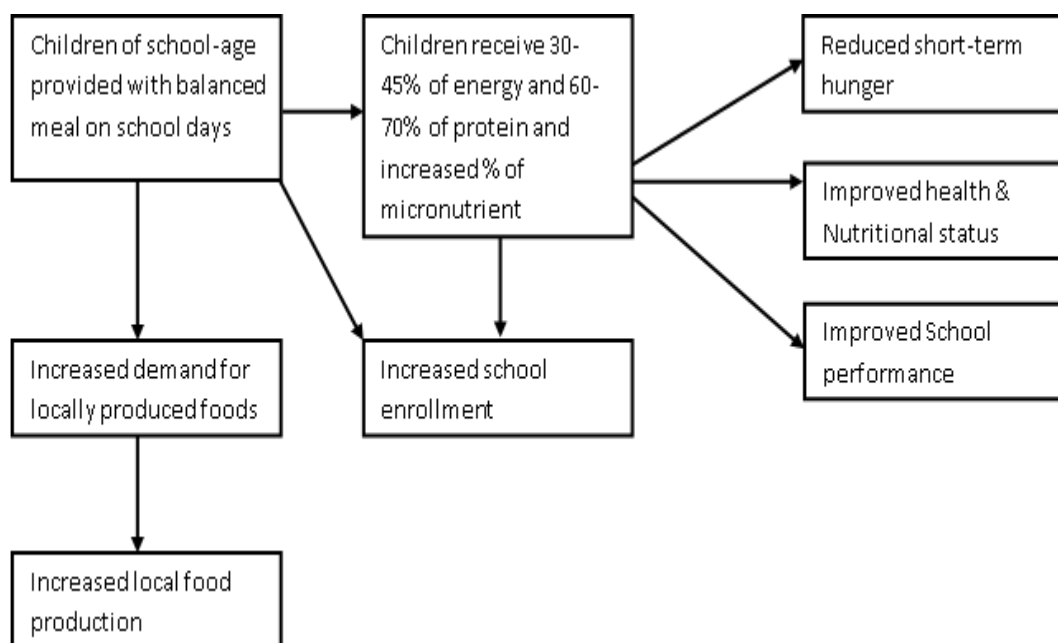 Children of school-age
provided with balanced
meal on school days
Children receive 30-
45% of energy and 60-
70% of protein and
increased % of
micronutrient
Reduced short-term
hunger
Improved health &
Nutritional status
Improved School
performance
Increased demand for
locally produced foods
Increased school
enrollment
Increased local food
production